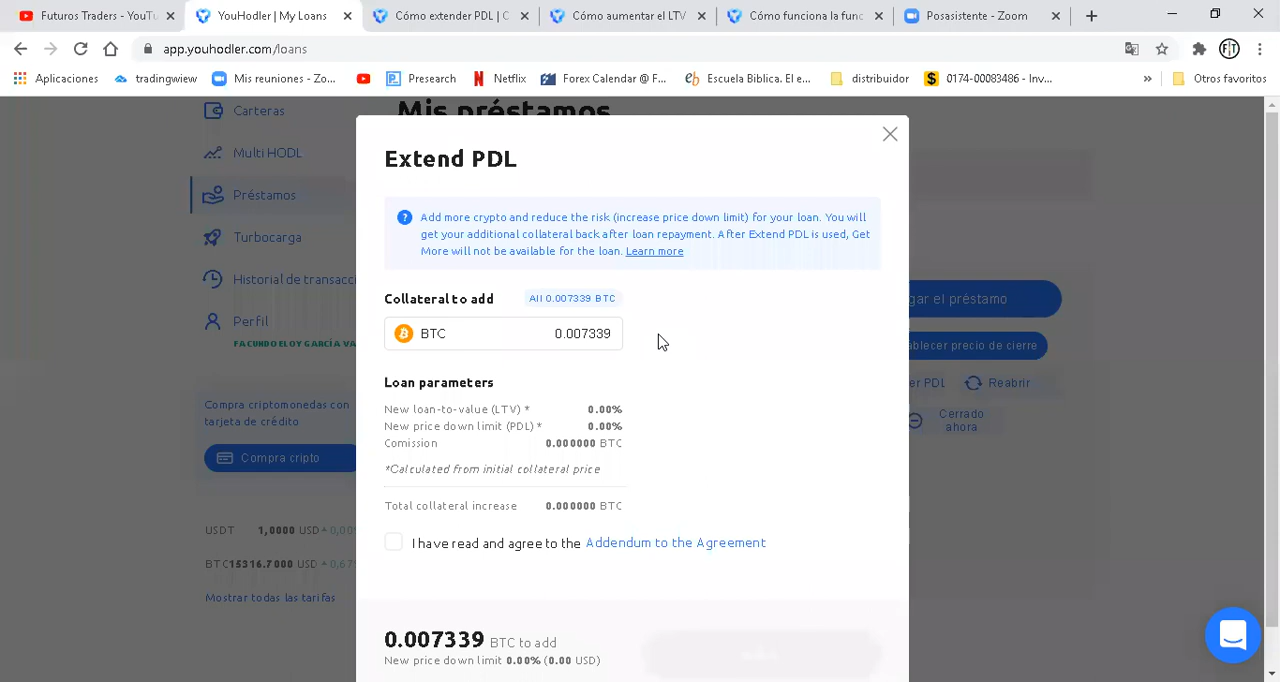 Futuros Traders - YouTu
YouHodler | My Loans
Cómo extender PDL | C
Cómo aumentar el LTV
Cómo funciona la func
Posasistente - Zoom
app.youhodler.com/loans
Aplicaciones
tradingwiew
Mis reuniones - Zo...
Presearch
Netflix
Forex Calendar @ F...
Escuela Biblica. El e...
distribuidor
0174-00083486 - Inv...
»
Otros favoritos
Mis préstamos
Carteras
Multi HODL
Préstamos
Turbocarga
Historial de transacci
Perfil
FACUNDO ELOY GARCÍA VA
Compra criptomonedas con
tarjeta de crédito
Compra cripto
USDT 1,0000 USD
BTC 15316.7000 USD
Mostrar todas las tarifas
Extend PDL
Add more crypto and reduce the risk (increase price down limit) for your loan. You will
get your additional collateral back after loan repayment. After Extend PDL is used, Get
More will not be available for the loan. Learn more
Collateral to add
All 0.007339 BTC
BTC 0.007339
Loan parameters
New loan-to-value (LTV) * 0.00%
New price down limit (PDL) * 0.00%
Comission 0.000000 BTC
*Calculated from initial collateral price
Total collateral increase 0.000000 BTC
I have read and agree to the Addendum to the Agreement
0.007339 BTC to add
New price down limit 0.00% (0.00 USD)
gar el préstamo
ablecer precio de cierre
er PDL
Reabrir
Cerrado
ahora